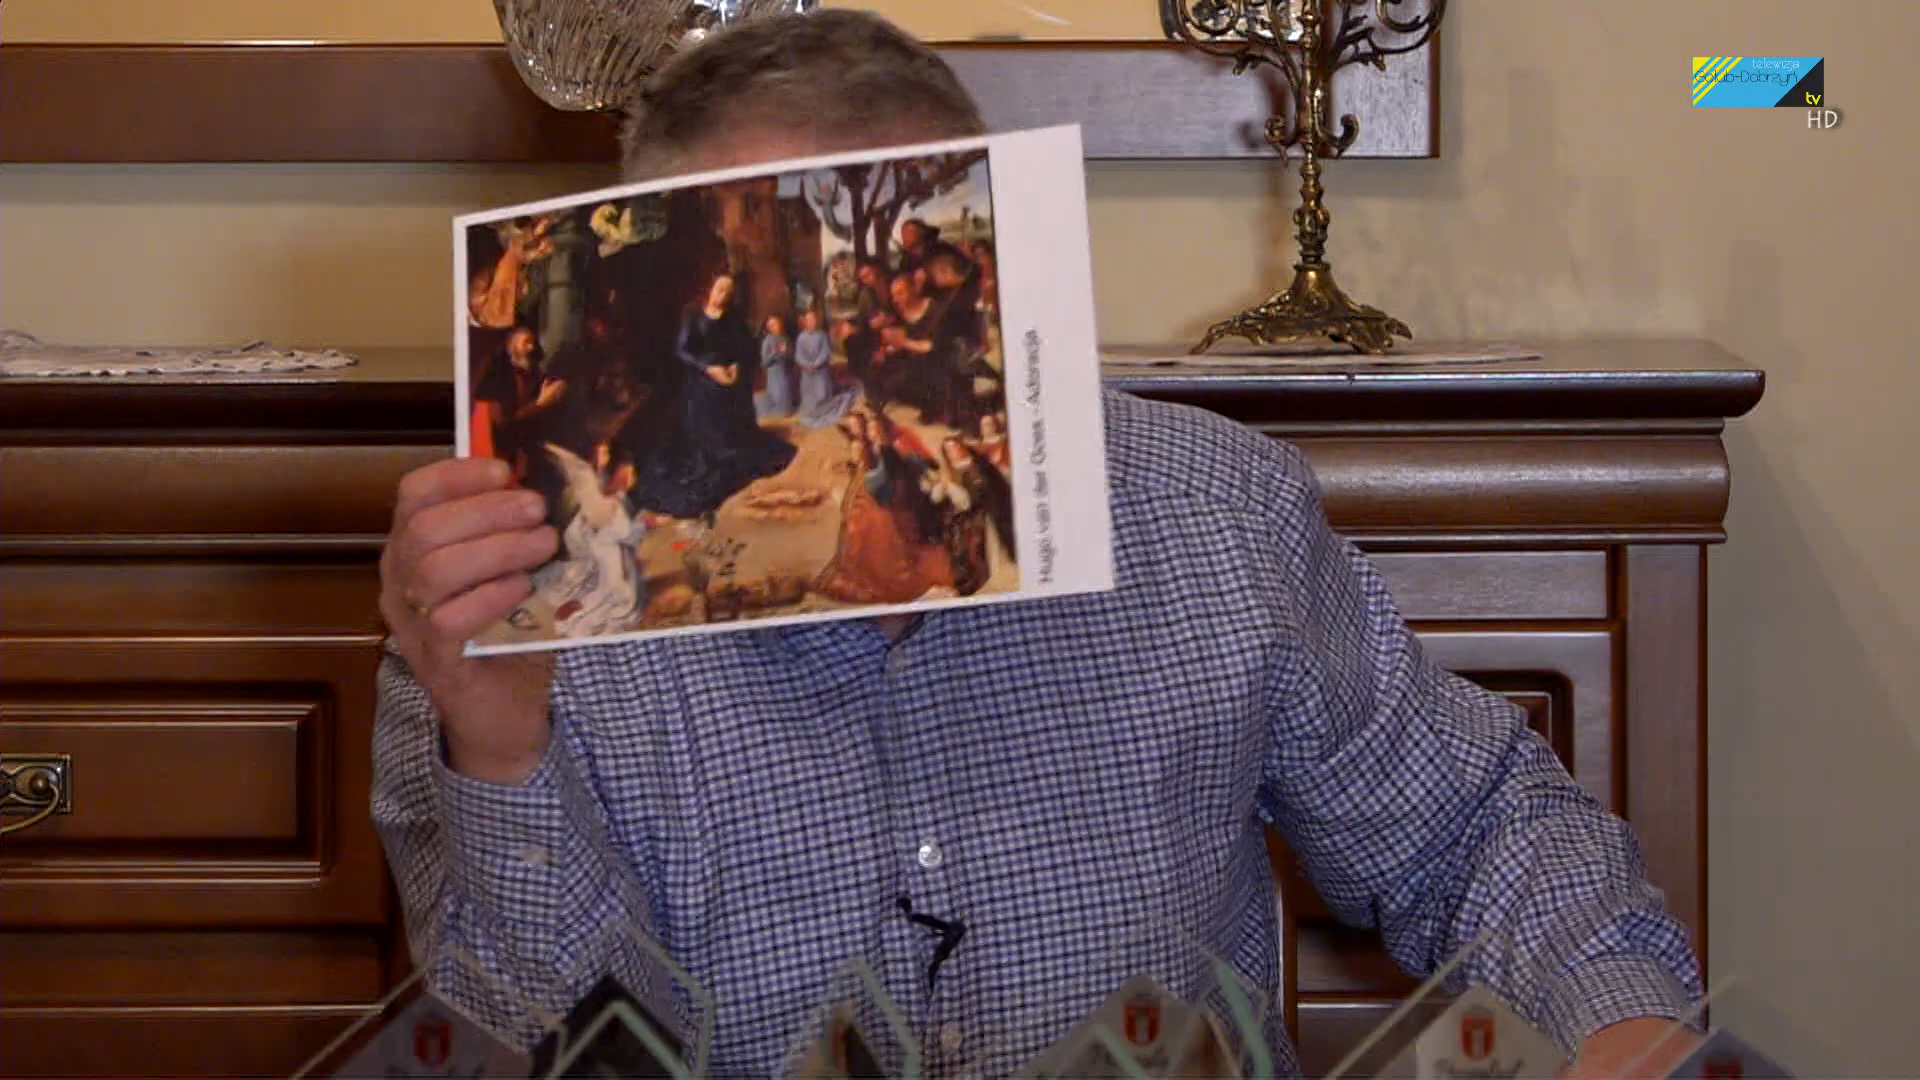 telewizja
Golub-Dobrzyń
tv
HD
Hugo van der Goes - Adoracja